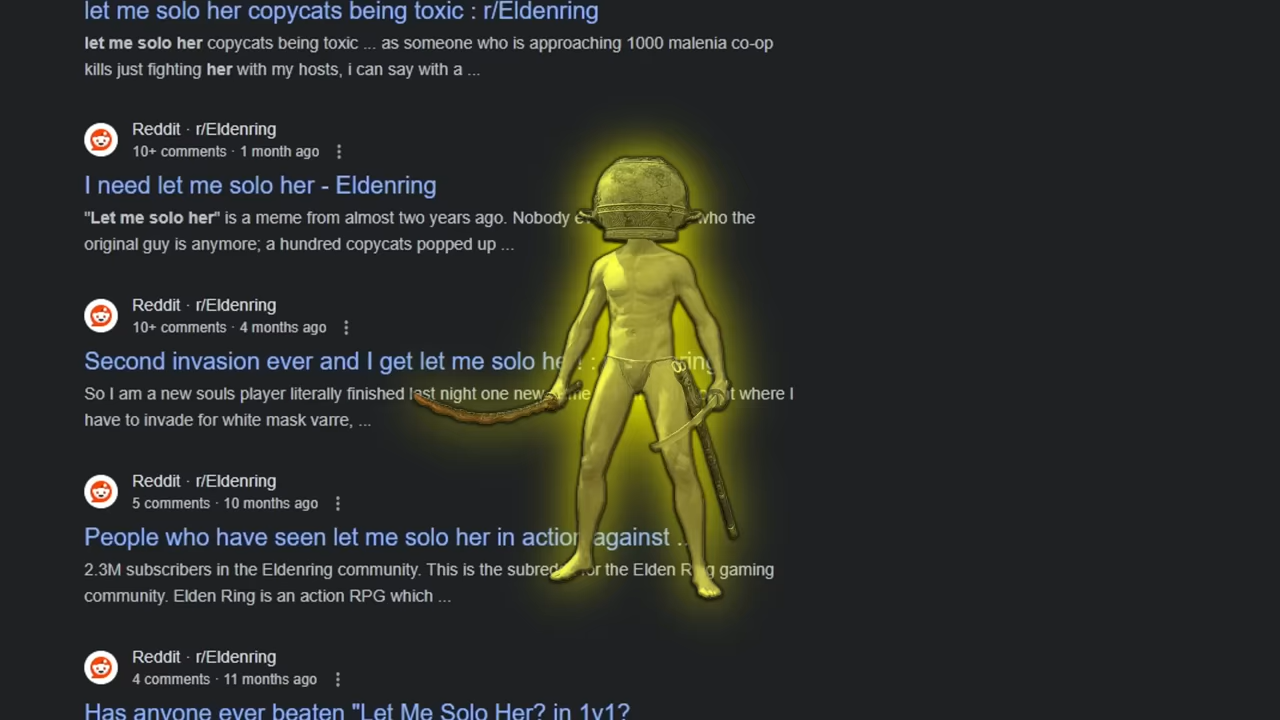 let me solo her copycats being toxic : r/Eldenring
let me solo her copycats being toxic ... as someone who is approaching 1000 malenia co-op
kills just fighting her with my hosts, i can say with a ...
Reddit · r/Eldenring
10+ comments · 1 month ago
I need let me solo her - Eldenring
"Let me solo her" is a meme from almost two years ago. Nobody who the
original guy is anymore; a hundred copycats popped up ...
Reddit · r/Eldenring
10+ comments · 4 months ago
Second invasion ever and I get let me solo her! :
So I am a new souls player literally finished last night one new where I
have to invade for white mask varre, ...
Reddit · r/Eldenring
5 comments · 10 months ago
People who have seen let me solo her in action against ...
2.3M subscribers in the Eldenring community. This is the subreddit for the Elden Ring gaming
community. Elden Ring is an action RPG which ...
Reddit · r/Eldenring
4 comments · 11 months ago
Has anyone ever beaten "Let Me Solo Her? in 1v1?